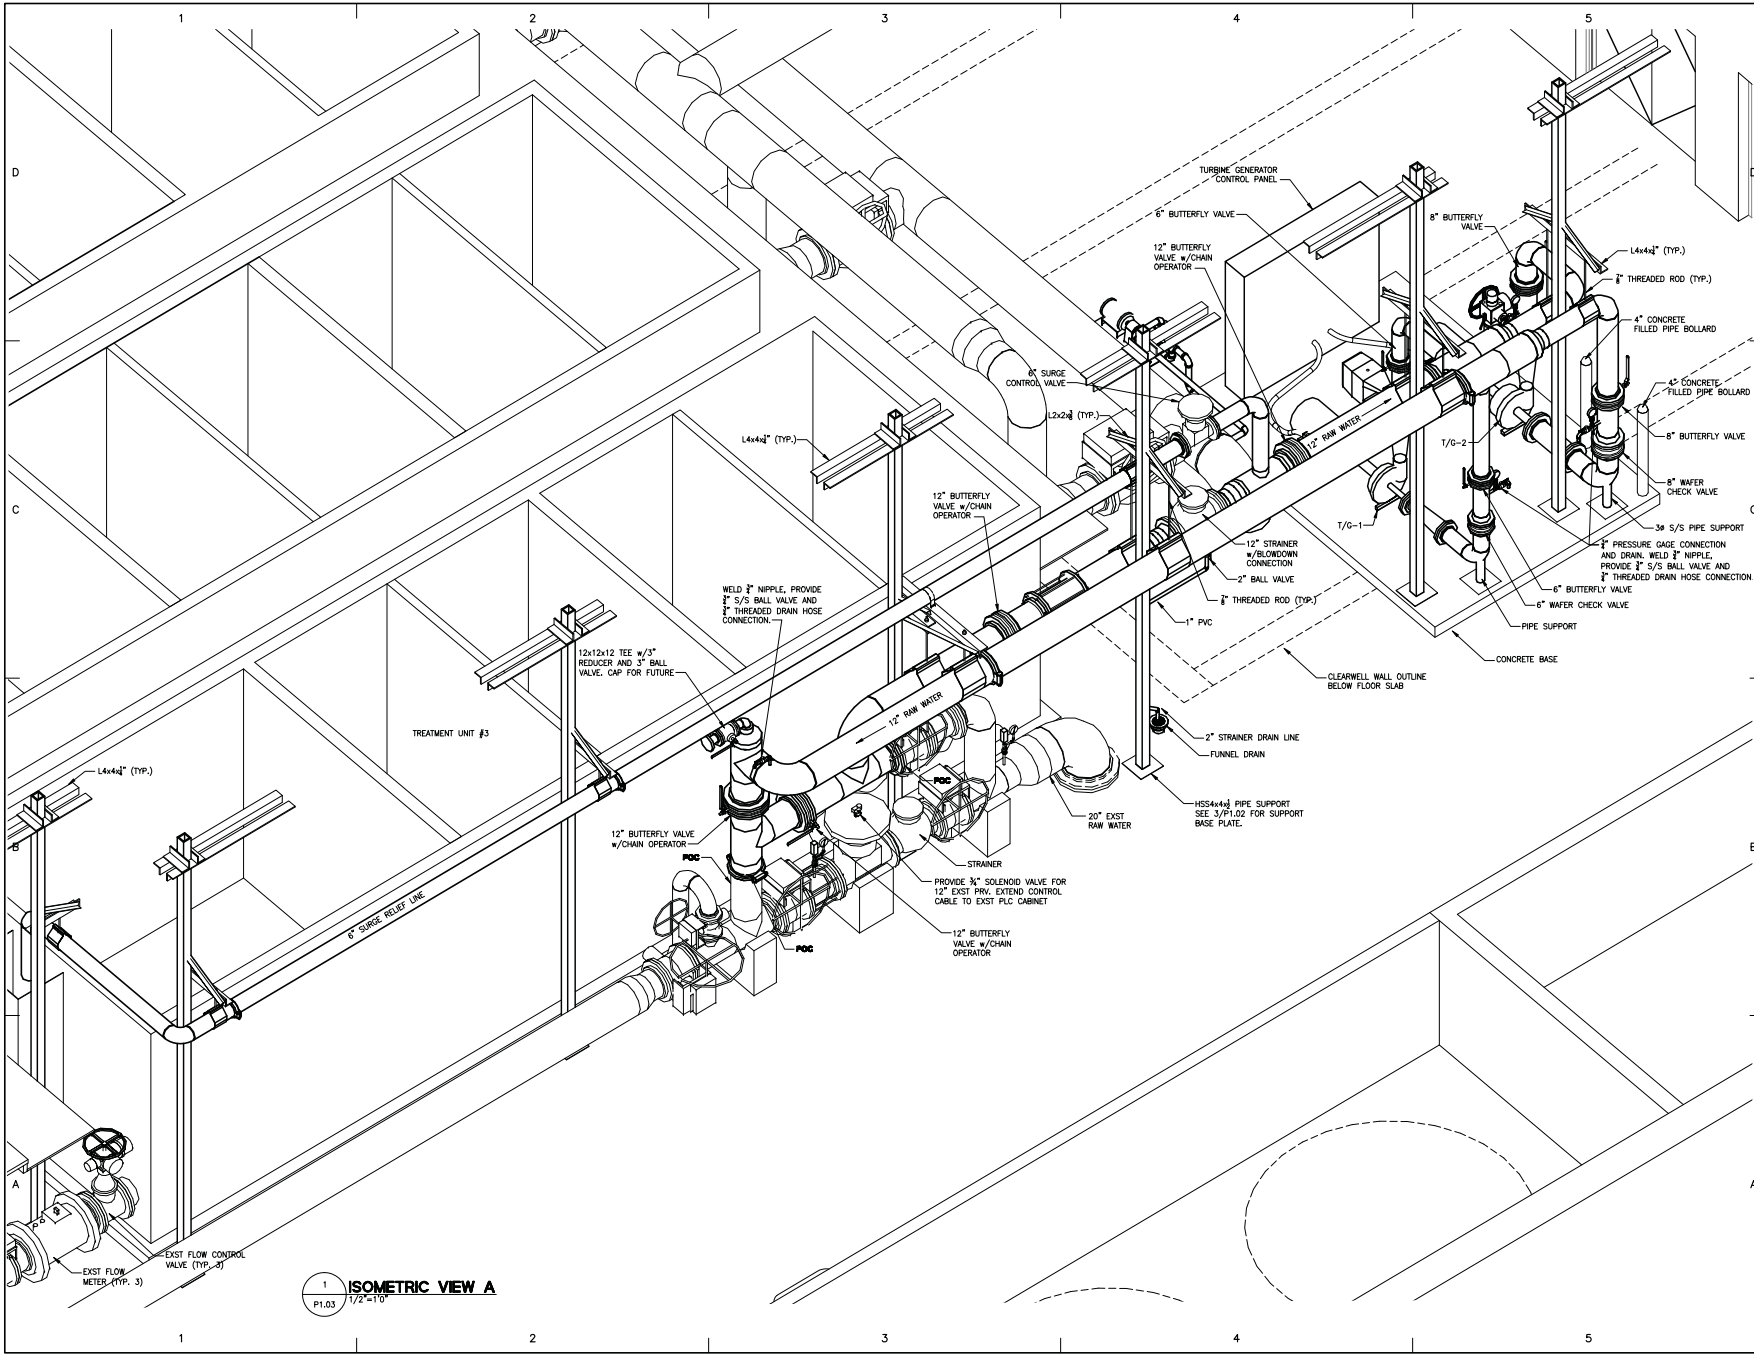 1 2 3 4 5
D
C
B
A
TURBINE GENERATOR
CONTROL PANEL
6" BUTTERFLY VALVE
12" BUTTERFLY
VALVE w/CHAIN
OPERATOR
8" BUTTERFLY
VALVE
L4x4x¼" (TYP.)
⅞" THREADED ROD (TYP.)
4" CONCRETE
FILLED PIPE BOLLARD
4" CONCRETE
FILLED PIPE BOLLARD
8" BUTTERFLY VALVE
8" WAFER
CHECK VALVE
3ø S/S PIPE SUPPORT
PRESSURE GAGE CONNECTION
AND DRAIN. WELD NIPPLE,
PROVIDE S/S BALL VALVE AND
THREADED DRAIN HOSE CONNECTION.
6" BUTTERFLY VALVE
6" WAFER CHECK VALVE
PIPE SUPPORT
CONCRETE BASE
T/G-2
T/G-1
6" SURGE
CONTROL VALVE
(TYP.)
L4x4x¼" (TYP.)
12" RAW WATER
12" BUTTERFLY
VALVE w/CHAIN
OPERATOR
12" STRAINER
w/BLOWDOWN
CONNECTION
2" BALL VALVE
THREADED ROD (TYP.)
1" PVC
CLEARWELL WALL OUTLINE
BELOW FLOOR SLAB
WELD ¾" NIPPLE, PROVIDE
¾" S/S BALL VALVE AND
¾" THREADED DRAIN HOSE
CONNECTION.
12x12x12 TEE w/3"
REDUCER AND 3" BALL
VALVE. CAP FOR FUTURE
12" RAW WATER
TREATMENT UNIT #3
2" STRAINER DRAIN LINE
FUNNEL DRAIN
L4x4x¼" (TYP.)
POC
HSS4x4x¼ PIPE SUPPORT
SEE 3/P1.02 FOR SUPPORT
BASE PLATE.
20" EXST
RAW WATER
12" BUTTERFLY VALVE
w/CHAIN OPERATOR
POC
STRAINER
PROVIDE ¾" SOLENOID VALVE FOR
12" EXST PRV. EXTEND CONTROL
CABLE TO EXST PLC CABINET
6" SURGE RELIEF LINE
12" BUTTERFLY
VALVE w/CHAIN
OPERATOR
POC
EXST FLOW CONTROL
VALVE (TYP. 3)
EXST FLOW
METER (TYP. 3)
1
P1.03
ISOMETRIC VIEW A
1/2"=1'0"
1 2 3 4 5